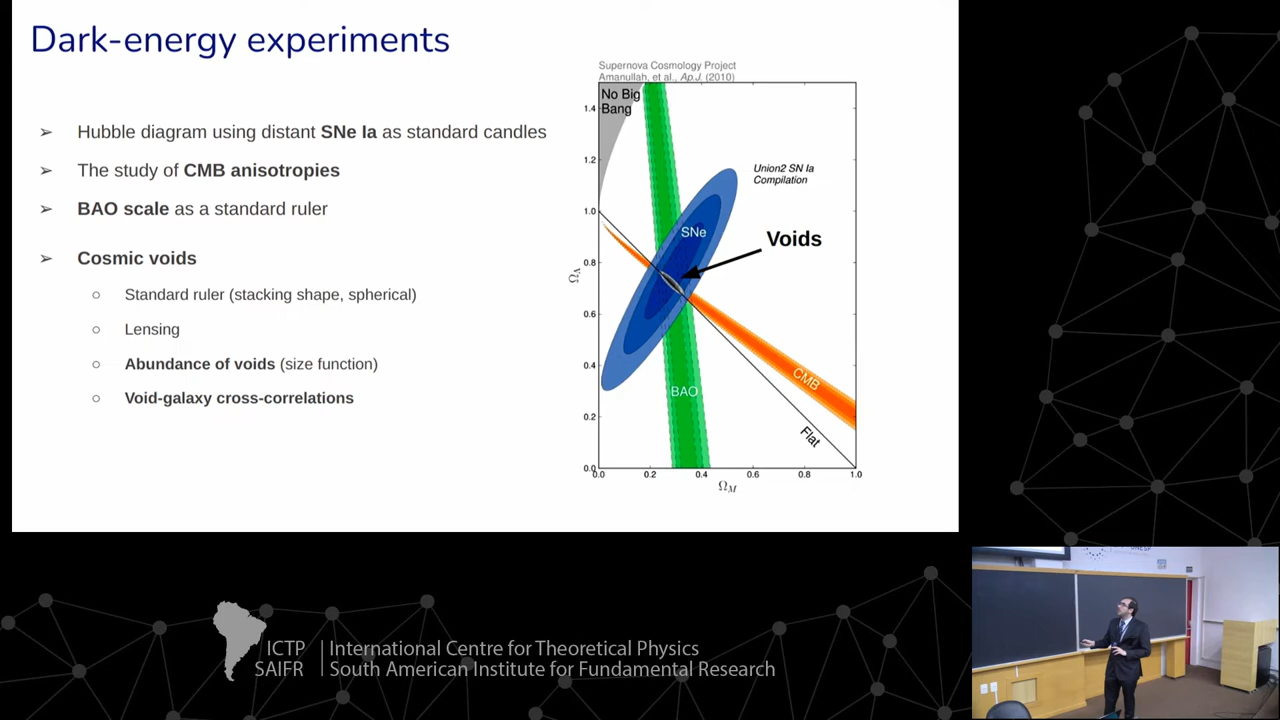 Dark-energy experiments
➢ Hubble diagram using distant SNe Ia as standard candles
➢ The study of CMB anisotropies
➢ BAO scale as a standard ruler
➢ Cosmic voids
○ Standard ruler (stacking shape, spherical)
○ Lensing
○ Abundance of voids (size function)
○ Void-galaxy cross-correlations
Supernova Cosmology Project
Amanullah, et al., Ap.J. (2010)
No Big
Bang
Union2 SN Ia
Compilation
SNe
Voids
BAO
CMB
Flat
1.4
1.2
1.0
0.8
0.6
0.4
0.2
0.0
Ω_Λ
0.0 0.2 0.4 0.6 0.8 1.0
Ω_M
ICTP
SAIFR
International Centre for Theoretical Physics
South American Institute for Fundamental Research